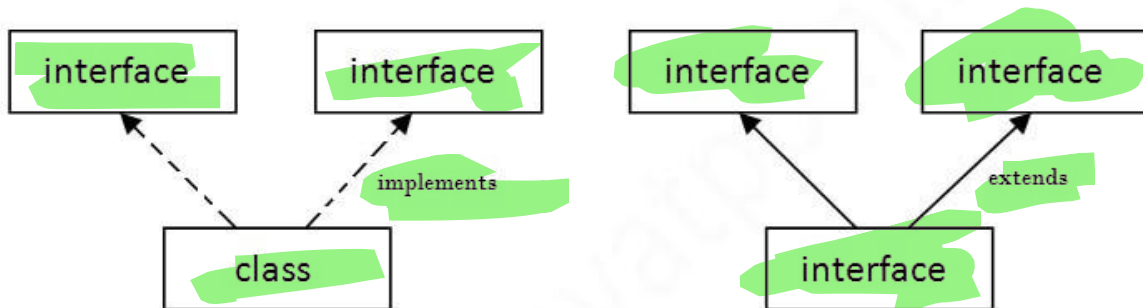 interface interface interface interface
implements extends
class interface